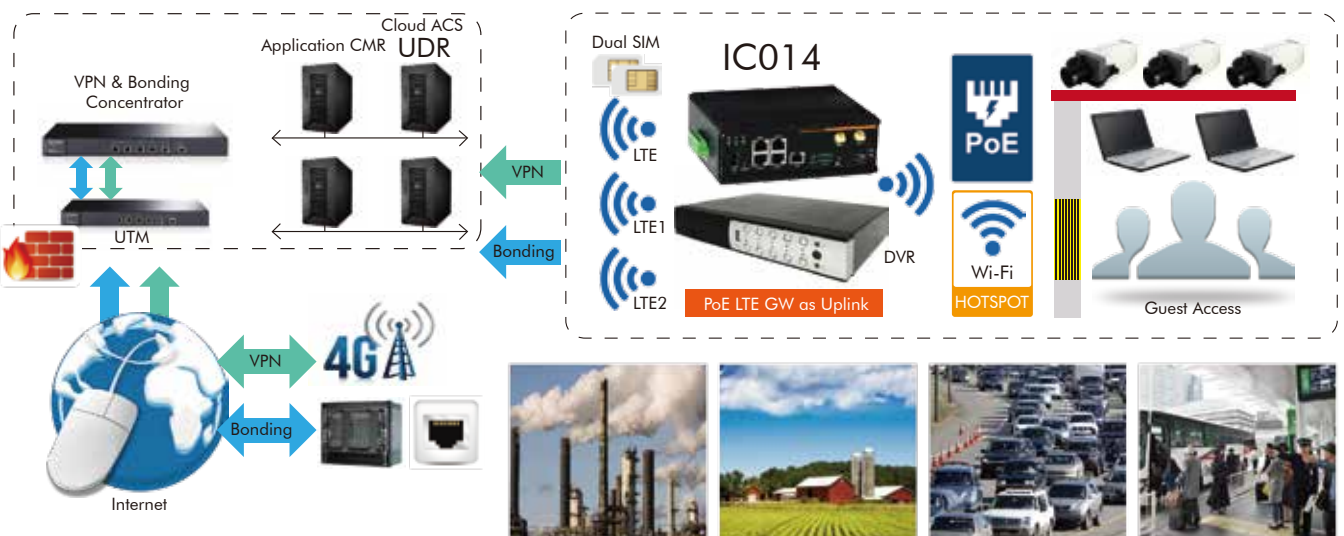 Cloud ACS
Application CMR
UDR
VPN & Bonding
Concentrator
UTM
VPN
Bonding
Dual SIM
IC014
LTE
LTE1
LTE2
DVR
PoE LTE GW as Uplink
PoE
Wi-Fi
HOTSPOT
Guest Access
VPN
4G
Bonding
Internet